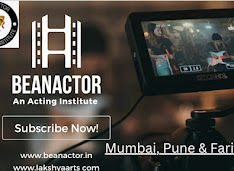 BEANACTOR
An Acting Institute
Subscribe Now!
Mumbai, Pune & Fari
www.beanactor.in
www.lakshyaarts.com